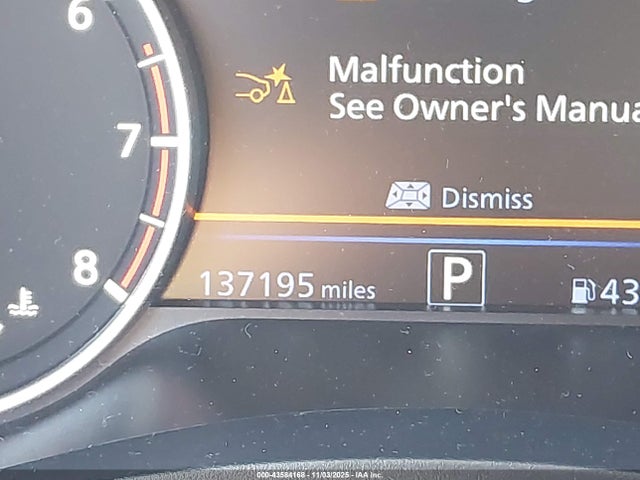 6
Malfunction
See Owner's Manua
7
Dismiss
8
137195 miles
P
43
000-43584168 - 11/03/2025 - IAA Inc.